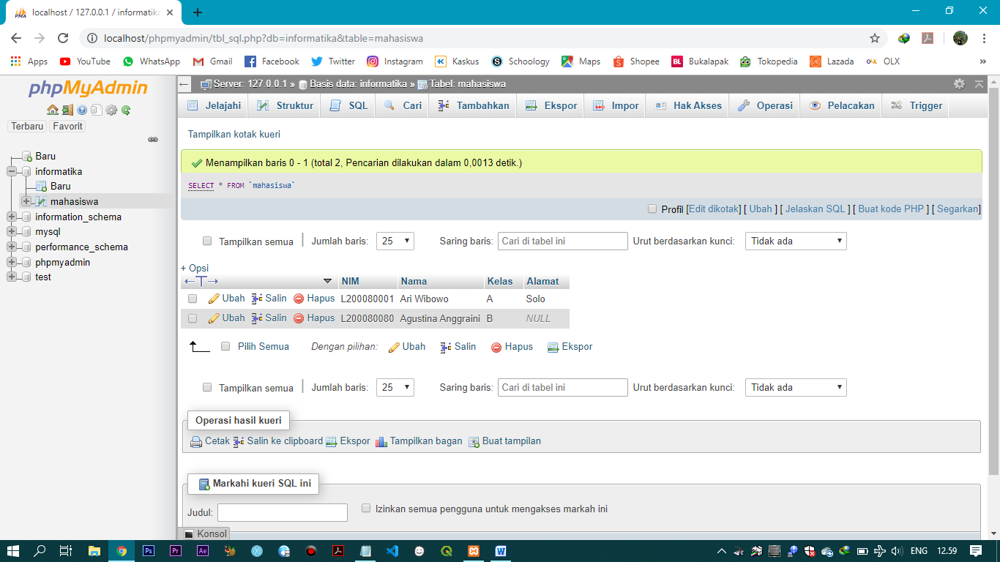 localhost / 127.0.0.1 / informatika
localhost/phpmyadmin/tbl_sql.php?db=informatika&table=mahasiswa
Apps YouTube WhatsApp Gmail Facebook Twitter Instagram Kaskus Schoology Maps Shopee Bukalapak Tokopedia Lazada OLX »
phpMyAdmin
Terbaru Favorit
Baru
informatika
Baru
mahasiswa
information_schema
mysql
performance_schema
phpmyadmin
test
Server: 127.0.0.1 » Basis data: informatika » Tabel: mahasiswa
Jelajahi Struktur SQL Cari Tambahkan Ekspor Impor Hak Akses Operasi Pelacakan Trigger
Tampilkan kotak kueri
Menampilkan baris 0 - 1 (total 2, Pencarian dilakukan dalam 0,0013 detik.)
SELECT * FROM `mahasiswa`
Profil [Edit dikotak] [ Ubah ] [ Jelaskan SQL ] [ Buat kode PHP ] [ Segarkan]
Tampilkan semua | Jumlah baris: 25 Saring baris: Cari di tabel ini Urut berdasarkan kunci: Tidak ada
+ Opsi
←T→ NIM Nama Kelas Alamat
Ubah Salin Hapus L200080001 Ari Wibowo A Solo
Ubah Salin Hapus L200080080 Agustina Anggraini B NULL
Pilih Semua Dengan pilihan: Ubah Salin Hapus Ekspor
Tampilkan semua | Jumlah baris: 25 Saring baris: Cari di tabel ini Urut berdasarkan kunci: Tidak ada
Operasi hasil kueri
Cetak Salin ke clipboard Ekspor Tampilkan bagan Buat tampilan
Markahi kueri SQL ini
Judul: Izinkan semua pengguna untuk mengakses markah ini
Konsol
ENG 12.59